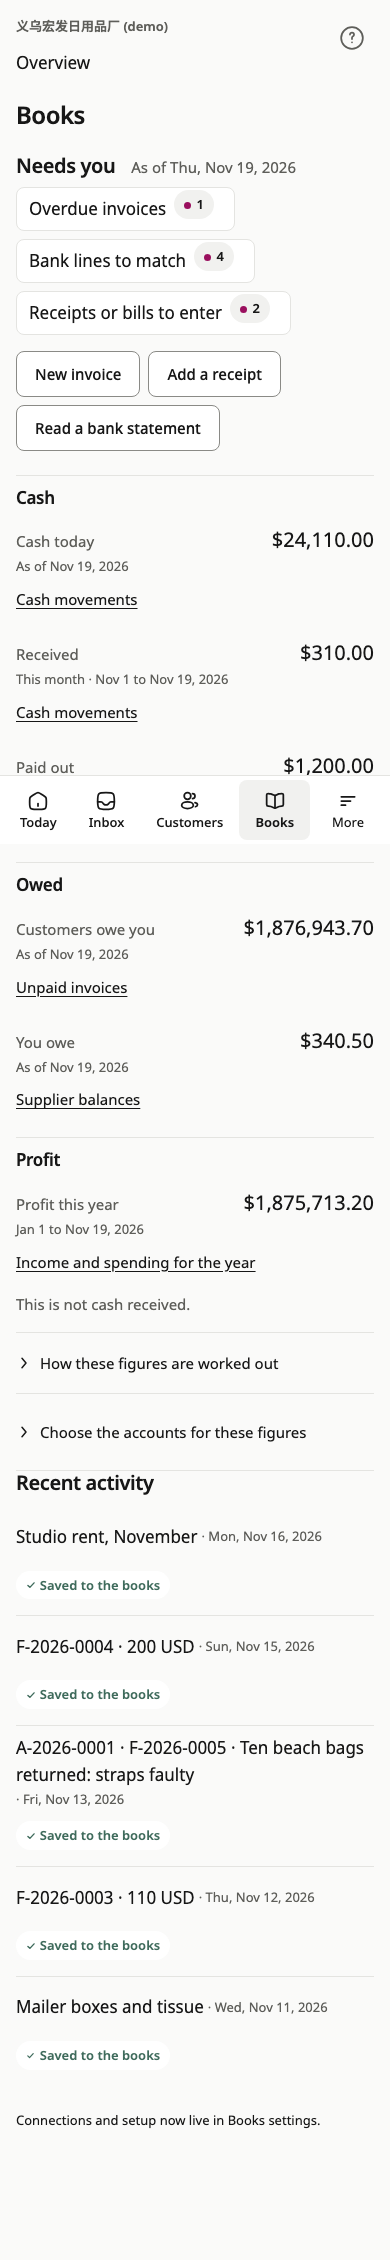 义乌宏发日用品厂 (demo)
Overview
Books
Needs you As of Thu, Nov 19, 2026
Overdue invoices 1
Bank lines to match 4
Receipts or bills to enter 2
New invoice Add a receipt
Read a bank statement
Cash
Cash today $24,110.00
As of Nov 19, 2026
Cash movements
Received $310.00
This month · Nov 1 to Nov 19, 2026
Cash movements
Paid out $1,200.00
Today Inbox Customers Books More
Owed
Customers owe you $1,876,943.70
As of Nov 19, 2026
Unpaid invoices
You owe $340.50
As of Nov 19, 2026
Supplier balances
Profit
Profit this year $1,875,713.20
Jan 1 to Nov 19, 2026
Income and spending for the year
This is not cash received.
How these figures are worked out
Choose the accounts for these figures
Recent activity
Studio rent, November · Mon, Nov 16, 2026
Saved to the books
F-2026-0004 · 200 USD · Sun, Nov 15, 2026
Saved to the books
A-2026-0001 · F-2026-0005 · Ten beach bags
returned: straps faulty
· Fri, Nov 13, 2026
Saved to the books
F-2026-0003 · 110 USD · Thu, Nov 12, 2026
Saved to the books
Mailer boxes and tissue · Wed, Nov 11, 2026
Saved to the books
Connections and setup now live in Books settings.